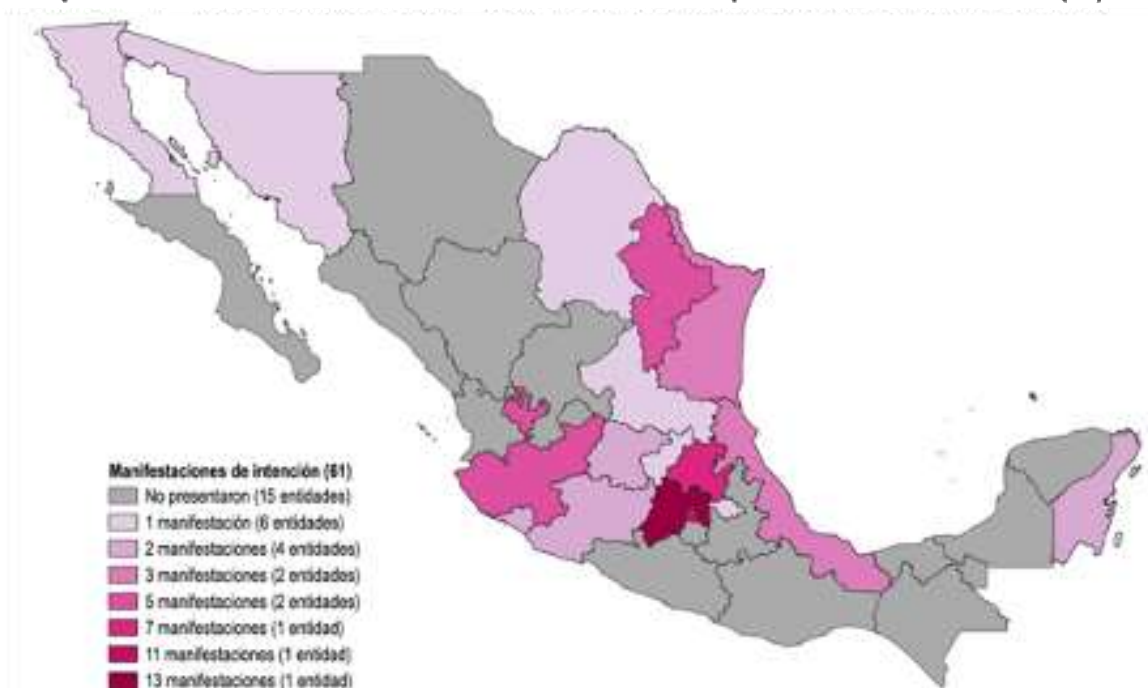 Manifestaciones de intención (61)
No presentaron (15 entidades)
1 manifestación (6 entidades)
2 manifestaciones (4 entidades)
3 manifestaciones (2 entidades)
5 manifestaciones (2 entidades)
7 manifestaciones (1 entidad)
11 manifestaciones (1 entidad)
13 manifestaciones (1 entidad)